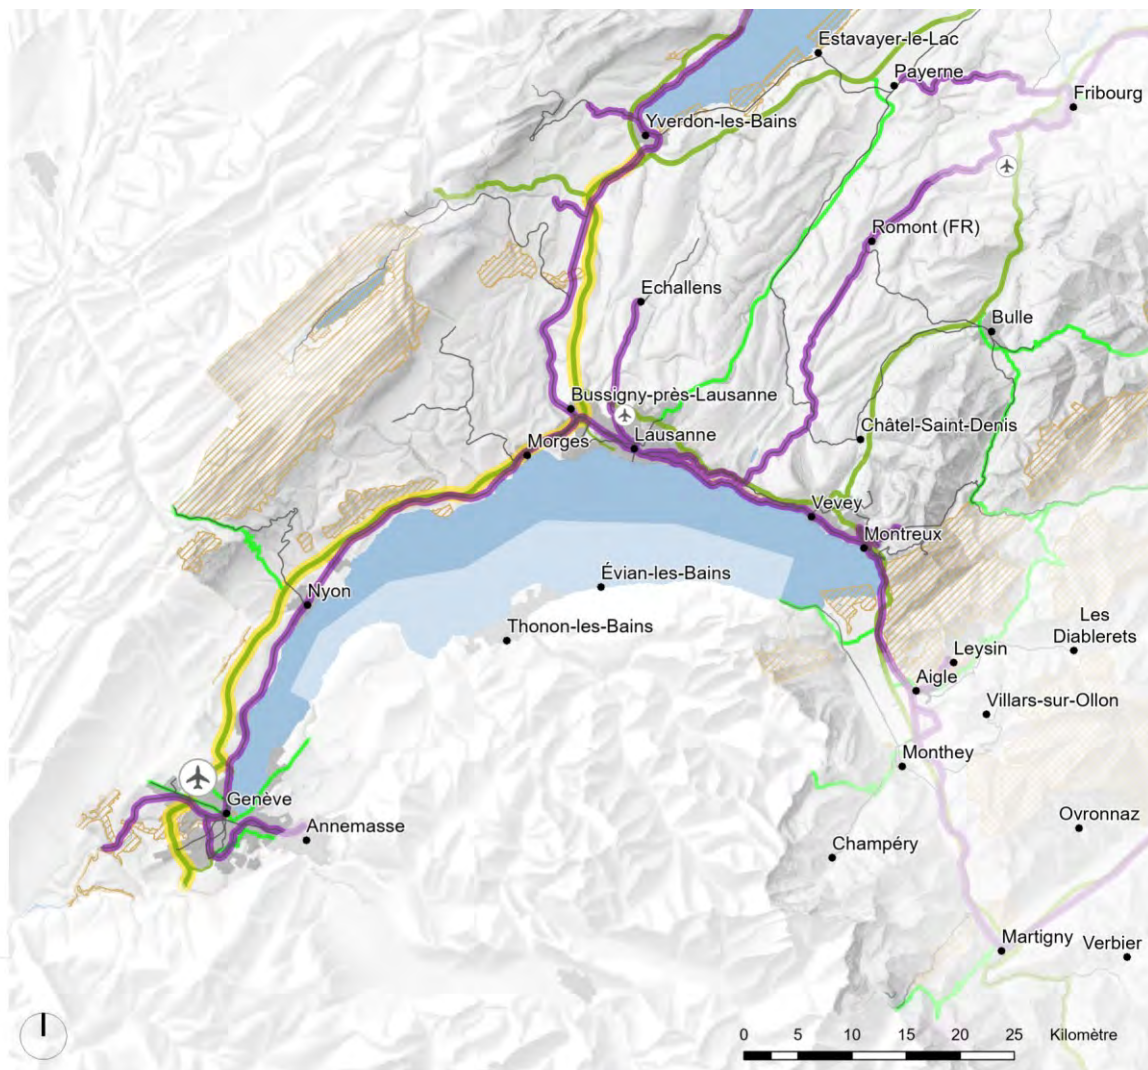 Estavayer-le-Lac
Payerne
Fribourg
Yverdon-les-Bains
Romont (FR)
Echallens
Bulle
Bussigny-près-Lausanne
Châtel-Saint-Denis
Morges
Lausanne
Vevey
Montreux
Évian-les-Bains
Nyon
Thonon-les-Bains
Les
Diablerets
Leysin
Aigle
Villars-sur-Ollon
Monthey
Genève
Annemasse
Ovronnaz
Champéry
Martigny
Verbier
0 5 10 15 20 25 Kilomètre